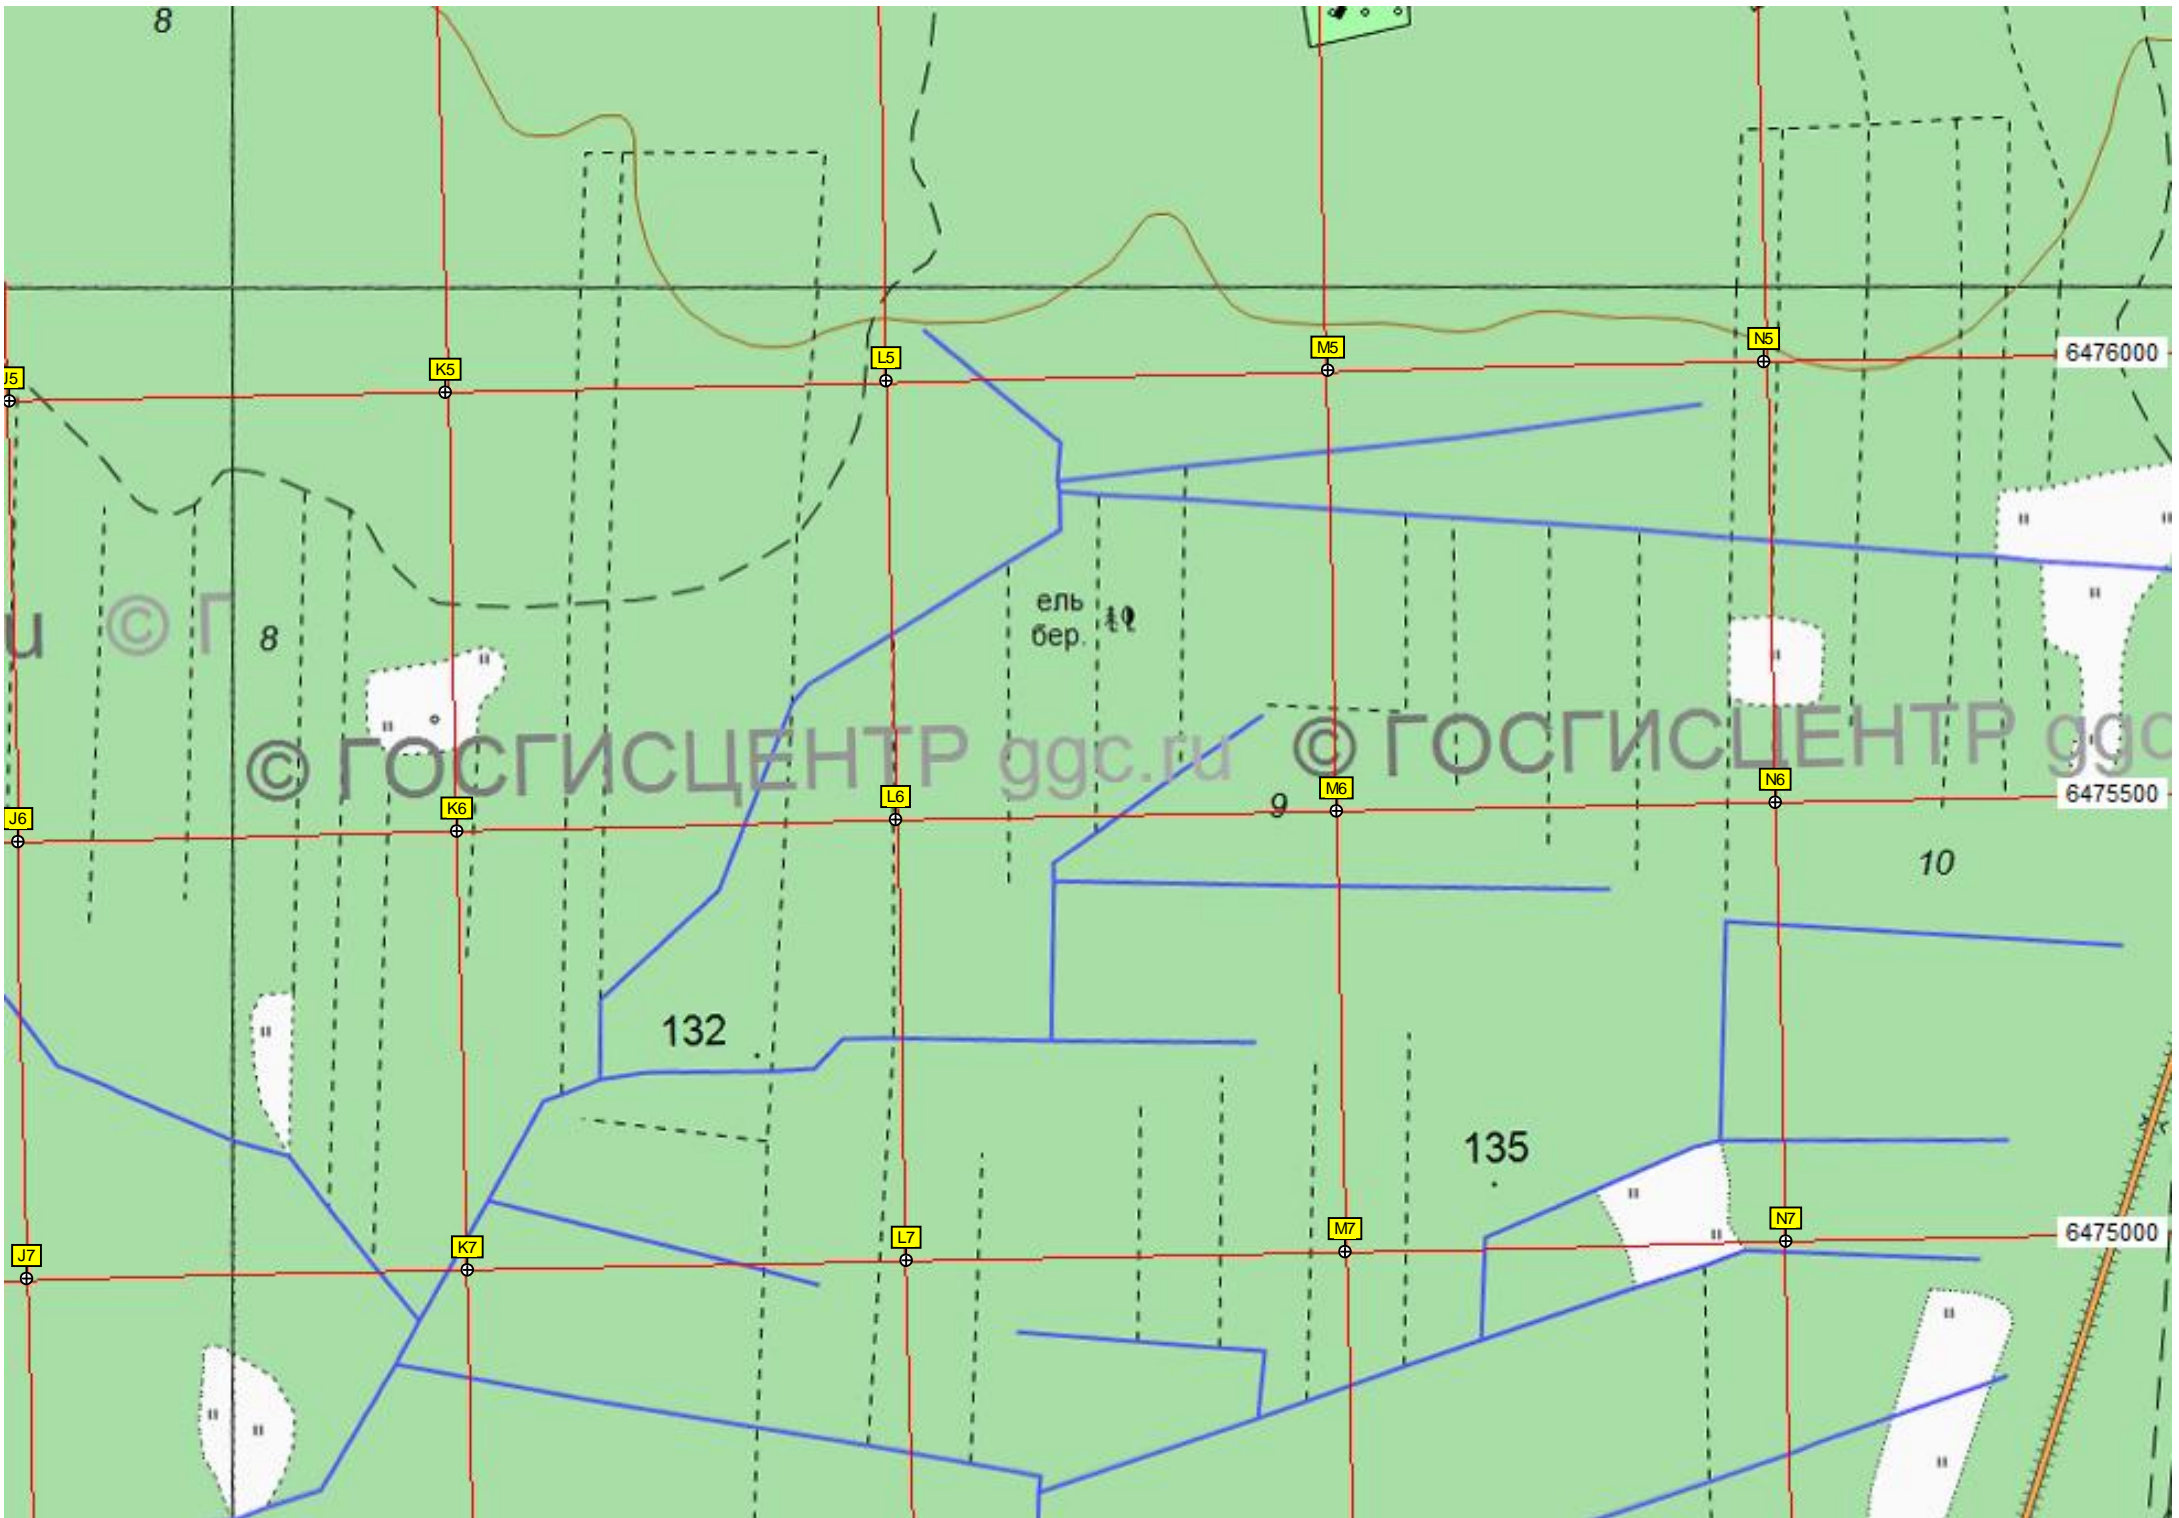 8
N5
M5
6476000
L5
K5
J5
ель
бер.
8
u © Г
© ГОСГИСЦЕНТР ggc.ru © ГОСГИСЦЕНТР ggc
N6
6475500
M6
9
L6
K6
J6
10
132
135
N7
6475000
M7
L7
K7
J7